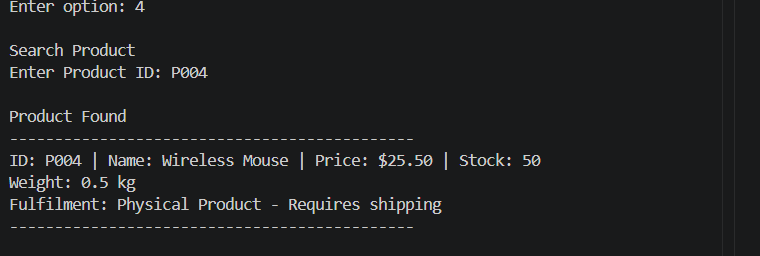 Enter option: 4
Search Product
Enter Product ID: P004
Product Found
---------------------------------------------
ID: P004 | Name: Wireless Mouse | Price: $25.50 | Stock: 50
Weight: 0.5 kg
Fulfilment: Physical Product - Requires shipping
---------------------------------------------